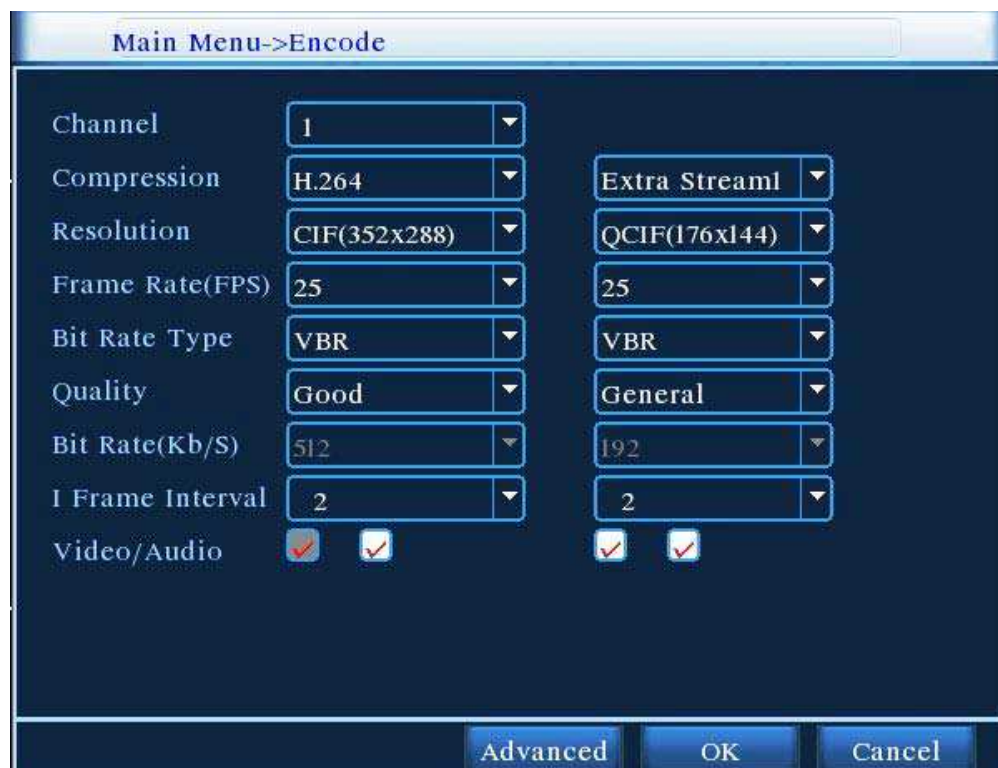 Main Menu->Encode
Channel 1
Compression H.264 Extra Stream1
Resolution CIF(352x288) QCIF(176x144)
Frame Rate(FPS) 25 25
Bit Rate Type VBR VBR
Quality Good General
Bit Rate(Kb/S) 512 192
I Frame Interval 2 2
Video/Audio
Advanced OK Cancel